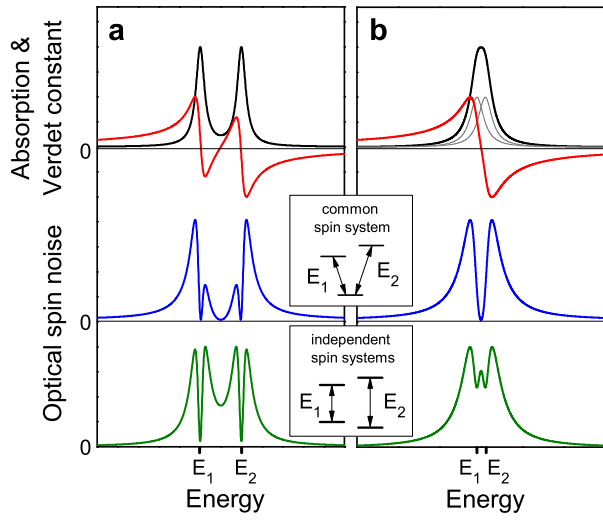 a
b
Absorption &
Verdet constant
0
common
spin system
E1
E2
Optical spin noise
0
independent
spin systems
E1
E2
0
E1 E2
E1 E2
Energy
Energy